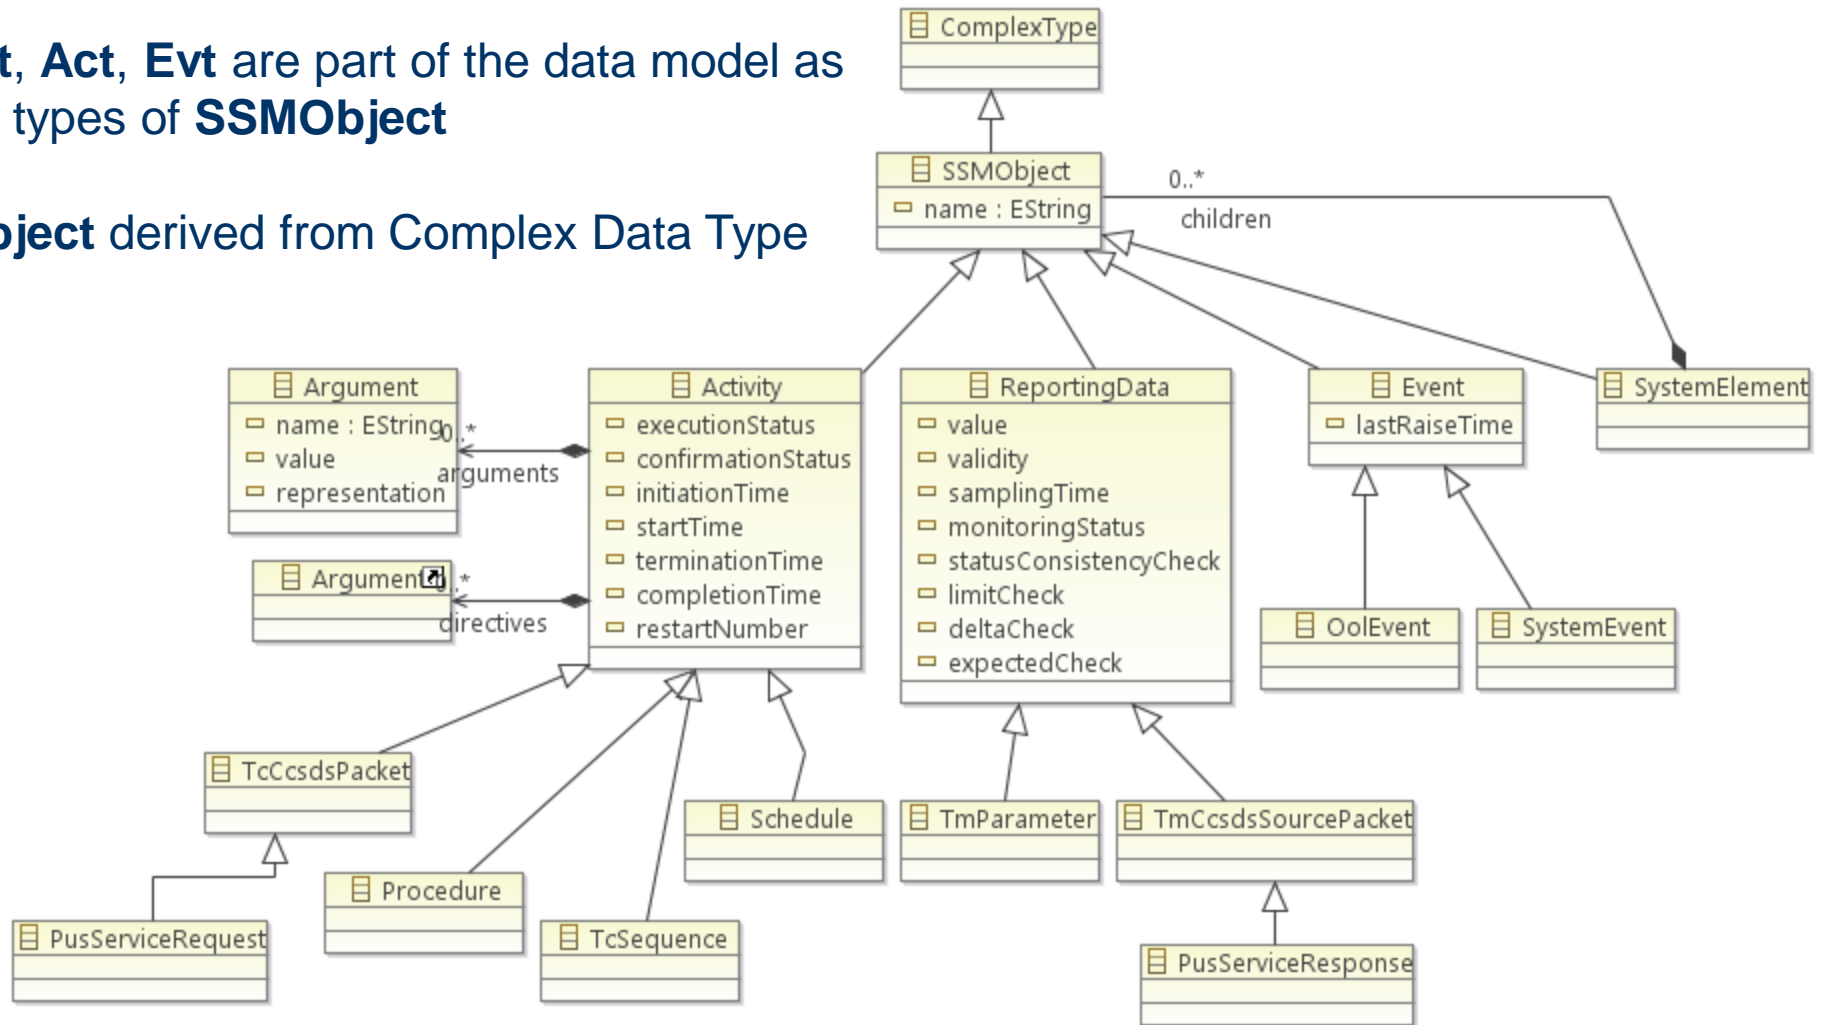 t, Act, Evt are part of the data model as
types of SSMObject
bject derived from Complex Data Type
ComplexType
SSMObject
name : EString
0..*
children
Argument
name : EString
value
representation
0..*
arguments
Argument
0..*
directives
Activity
executionStatus
confirmationStatus
initiationTime
startTime
terminationTime
completionTime
restartNumber
ReportingData
value
validity
samplingTime
monitoringStatus
statusConsistencyCheck
limitCheck
deltaCheck
expectedCheck
Event
lastRaiseTime
SystemElement
OolEvent
SystemEvent
TcCcsdsPacket
Schedule
TmParameter
TmCcsdsSourcePacket
PusServiceRequest
Procedure
TcSequence
PusServiceResponse